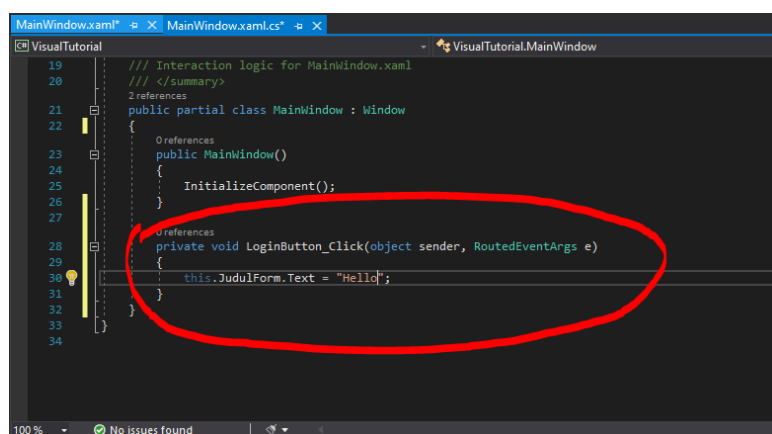 MainWindow.xaml* MainWindow.xaml.cs*
C# VisualTutorial VisualTutorial.MainWindow
19 /// Interaction logic for MainWindow.xaml
20 /// </summary>
2 references
21 public partial class MainWindow : Window
22 {
0 references
23 public MainWindow()
24 {
25 InitializeComponent();
26 }
27
0 references
28 private void LoginButton_Click(object sender, RoutedEventArgs e)
29 {
30 this.JudulForm.Text = "Hello";
31 }
32 }
33 }
34
100 % No issues found